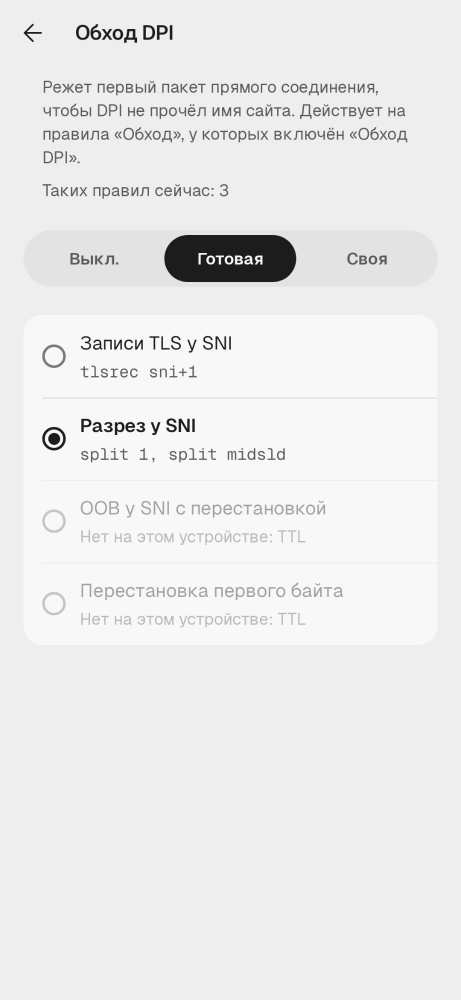 Обход DPI
Режет первый пакет прямого соединения,
чтобы DPI не прочёл имя сайта. Действует на
правила «Обход», у которых включён «Обход
DPI».
Таких правил сейчас: 3
Выкл.
Готовая
Своя
Записи TLS у SNI
tlsrec sni+1
Разрез у SNI
split 1, split midsld
OOB у SNI с перестановкой
Нет на этом устройстве: TTL
Перестановка первого байта
Нет на этом устройстве: TTL